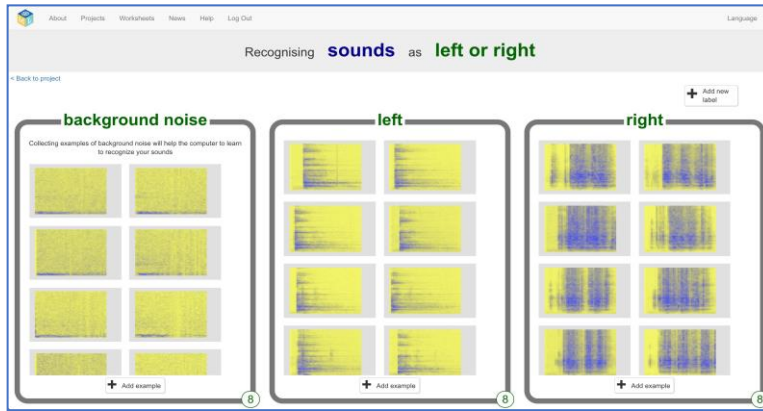 About Projects Worksheets News Help Log Out Language
Recognising sounds as left or right
< Back to project
+ Add new
label
background noise
Collecting examples of background noise will help the computer to learn
to recognize your sounds
+ Add example
8
left
+ Add example
8
right
+ Add example
8